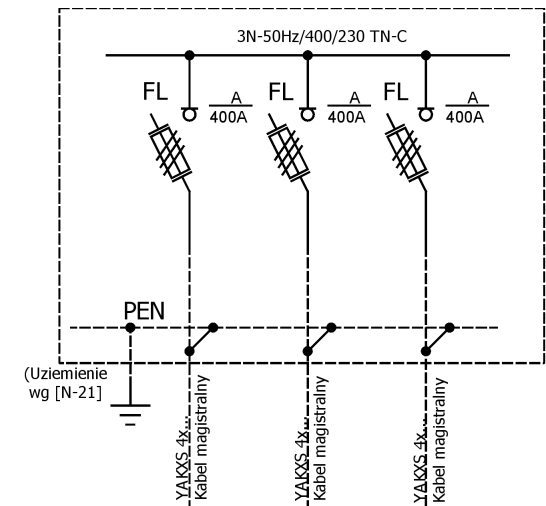 3N-50Hz/400/230 TN-C
FL
A
400A
FL
A
400A
FL
A
400A
PEN
(Uziemienie
wg [N-21]
YAKXS 4x...
Kabel magistralny
YAKXS 4x...
Kabel magistralny
YAKXS 4x...
Kabel magistralny